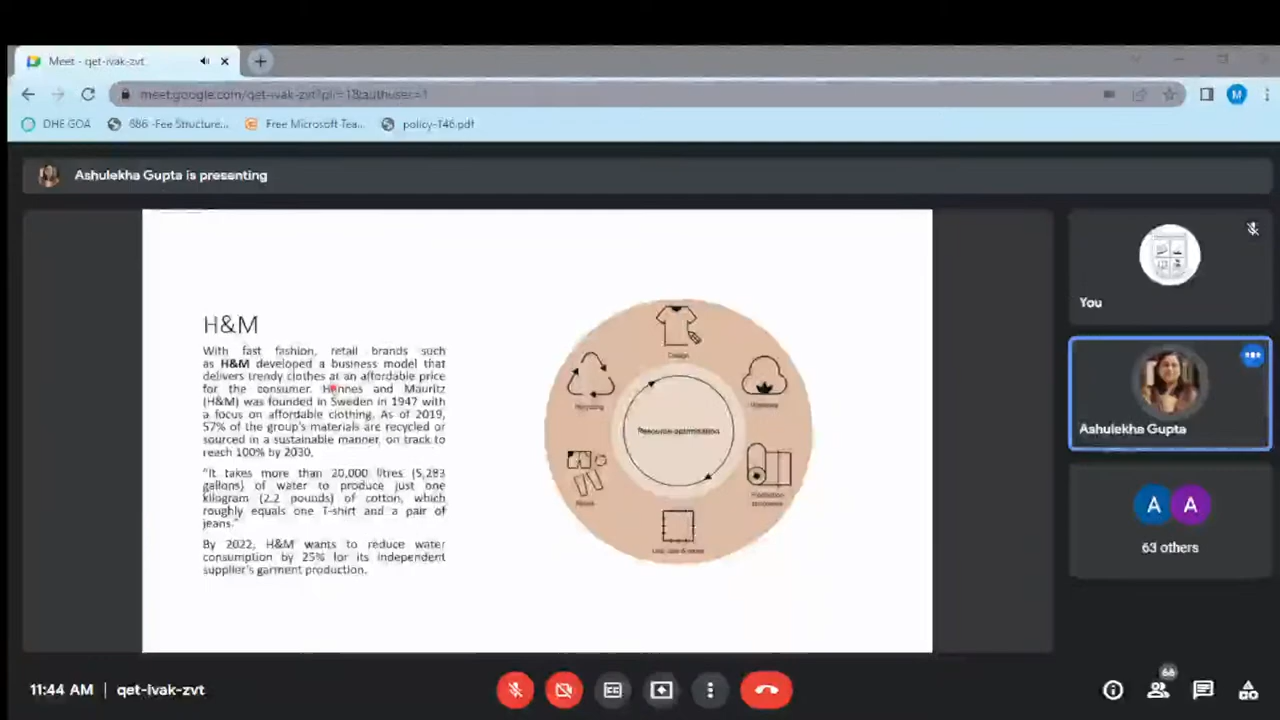 Meet - qet-ivak-zvt
meet.google.com/qet-ivak-zvt?pli=1&authuser=1
DHE GOA
686 -Fee Structure...
Free Microsoft Tea...
policy-T46.pdf
M
Ashulekha Gupta is presenting
H&M
With fast fashion, retail brands such
as H&M developed a business model that
delivers trendy clothes at an affordable price
for the consumer. Hennes and Mauritz
(H&M) was founded in Sweden in 1947 with
a focus on affordable clothing. As of 2019,
57% of the group's materials are recycled or
sourced in a sustainable manner, on track to
reach 100% by 2030.
"It takes more than 20,000 litres (5,283
gallons) of water to produce just one
kilogram (2.2 pounds) of cotton, which
roughly equals one T-shirt and a pair of
jeans."
By 2022, H&M wants to reduce water
consumption by 25% for its independent
supplier's garment production.
Design
Recycling
Resource optimisation
Production
You
Ashulekha Gupta
A A
63 others
11:44 AM | qet-ivak-zvt
66